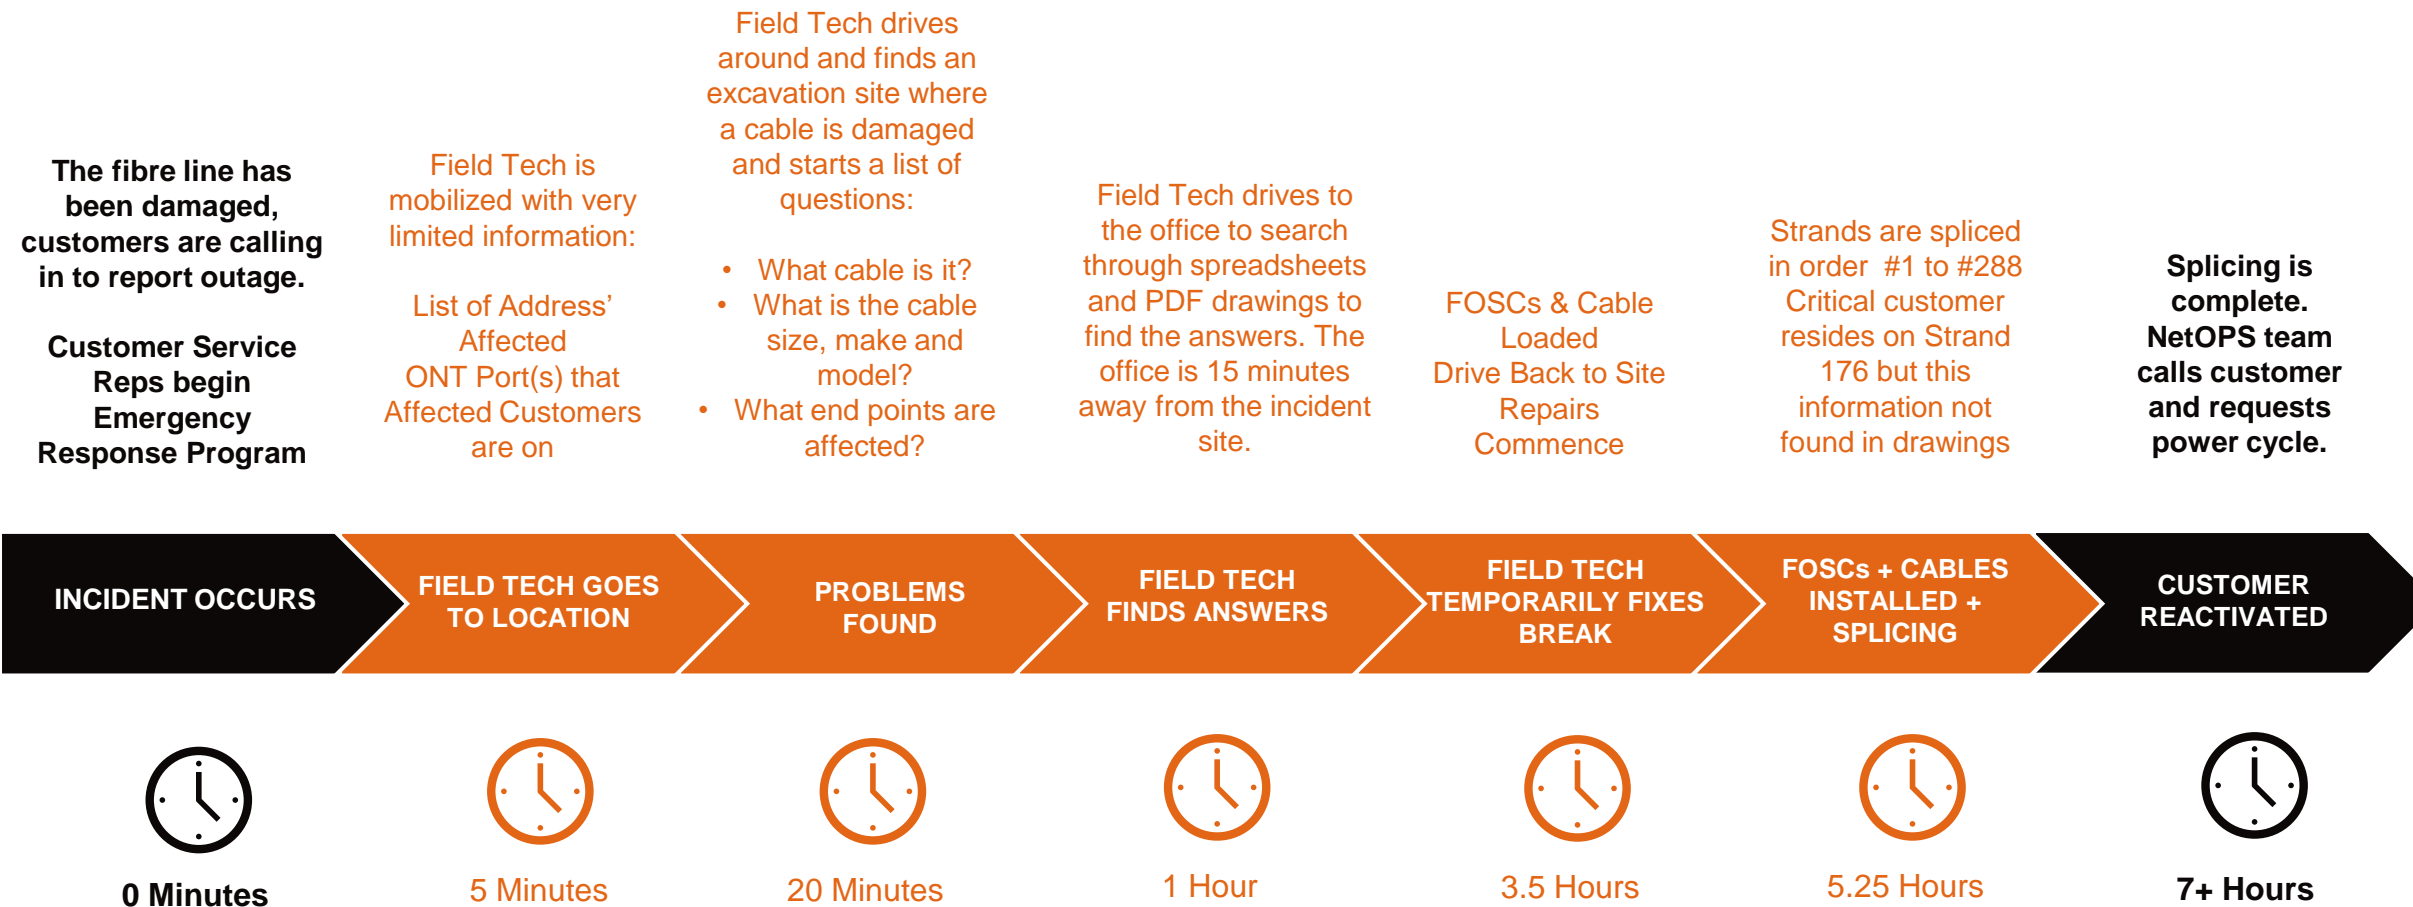 The fibre line has
been damaged,
customers are calling
in to report outage.
Customer Service
Reps begin
Emergency
Response Program
Field Tech is
mobilized with very
limited information:
List of Address’
Affected
ONT Port(s) that
Affected Customers
are on
Field Tech drives
around and finds an
excavation site where
a cable is damaged
and starts a list of
questions:
• What cable is it?
• What is the cable
size, make and
model?
• What end points are
affected?
Field Tech drives to
the office to search
through spreadsheets
and PDF drawings to
find the answers. The
office is 15 minutes
away from the incident
site.
FOSCs & Cable
Loaded
Drive Back to Site
Repairs
Commence
Strands are spliced
in order #1 to #288
Critical customer
resides on Strand
176 but this
information not
found in drawings
Splicing is
complete.
NetOPS team
calls customer
and requests
power cycle.
INCIDENT OCCURS
FIELD TECH GOES
TO LOCATION
PROBLEMS
FOUND
FIELD TECH
FINDS ANSWERS
FIELD TECH
TEMPORARILY FIXES
BREAK
FOSCs + CABLES
INSTALLED +
SPLICING
CUSTOMER
REACTIVATED
0 Minutes
5 Minutes
20 Minutes
1 Hour
3.5 Hours
5.25 Hours
7+ Hours